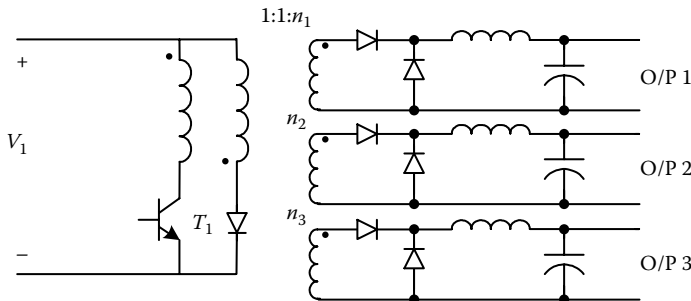 1:1:n₁
+
V₁
−
T₁
O/P 1
n₂
O/P 2
n₃
O/P 3